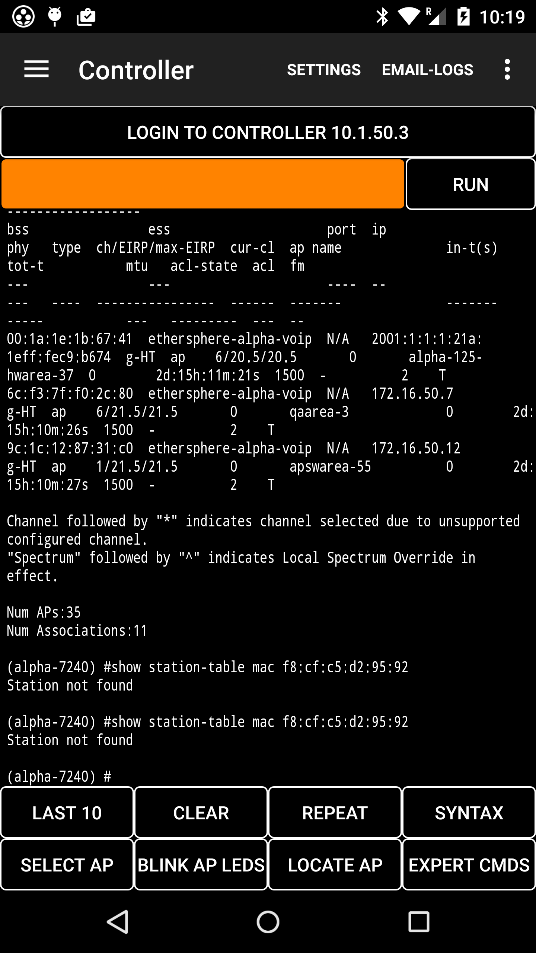 R 10:19
Controller SETTINGS EMAIL-LOGS
LOGIN TO CONTROLLER 10.1.50.3
RUN
------------------
bss                ess                     port  ip
phy   type  ch/EIRP/max-EIRP  cur-cl  ap name              in-t(s)
tot-t           mtu   acl-state  acl  fm
---                ---                     ----  --
---   ----  ----------------  ------  -------              -------
-----           ---   ---------  ---  --
00:1a:1e:1b:67:41  ethersphere-alpha-voip  N/A   2001:1:1:1:21a:
1eff:fec9:b674  g-HT  ap    6/20.5/20.5       0       alpha-125-
hwarea-37  0        2d:15h:11m:21s  1500  -          2    T
6c:f3:7f:f0:2c:80  ethersphere-alpha-voip  N/A   172.16.50.7
g-HT  ap    6/21.5/21.5       0       qaarea-3             0        2d:
15h:10m:26s  1500  -          2    T
9c:1c:12:87:31:c0  ethersphere-alpha-voip  N/A   172.16.50.12
g-HT  ap    1/21.5/21.5       0       apswarea-55          0        2d:
15h:10m:27s  1500  -          2    T
Channel followed by "*" indicates channel selected due to unsupported
configured channel.
"Spectrum" followed by "^" indicates Local Spectrum Override in
effect.
Num APs:35
Num Associations:11
(alpha-7240) #show station-table mac f8:cf:c5:d2:95:92
Station not found
(alpha-7240) #show station-table mac f8:cf:c5:d2:95:92
Station not found
(alpha-7240) #
LAST 10 CLEAR REPEAT SYNTAX
SELECT AP BLINK AP LEDS LOCATE AP EXPERT CMDS